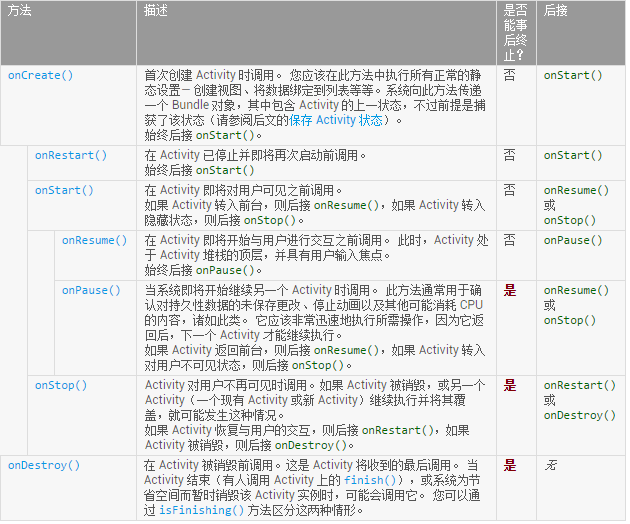 方法 描述 是否能事后终止? 后接
onCreate() 首次创建 Activity 时调用。 您应该在此方法中执行所有正常的静 否 onStart()
态设置 — 创建视图、将数据绑定到列表等等。系统向此方法传递
一个 Bundle 对象，其中包含 Activity 的上一状态，不过前提是捕
获了该状态（请参阅后文的保存 Activity 状态）。
始终后接 onStart()。
onRestart() 在 Activity 已停止并即将再次启动前调用。 否 onStart()
始终后接 onStart()
onStart() 在 Activity 即将对用户可见之前调用。 否 onResume()
如果 Activity 转入前台，则后接 onResume()，如果 Activity 转入 或
隐藏状态，则后接 onStop()。 onStop()
onResume() 在 Activity 即将开始与用户进行交互之前调用。 此时，Activity 处 否 onPause()
于 Activity 堆栈的顶层，并具有用户输入焦点。
始终后接 onPause()。
onPause() 当系统即将开始继续另一个 Activity 时调用。 此方法通常用于确 是 onResume()
认对持久性数据的未保存更改、停止动画以及其他可能消耗 CPU 或
的内容，诸如此类。 它应该非常迅速地执行所需操作，因为它返 onStop()
回后，下一个 Activity 才能继续执行。
如果 Activity 返回前台，则后接 onResume()，如果 Activity 转入
对用户不可见状态，则后接 onStop()。
onStop() Activity 对用户不再可见时调用。如果 Activity 被销毁，或另一个 是 onRestart()
Activity（一个现有 Activity 或新 Activity）继续执行并将其覆 或
盖，就可能发生这种情况。 onDestroy()
如果 Activity 恢复与用户的交互，则后接 onRestart()，如果
Activity 被销毁，则后接 onDestroy()。
onDestroy() 在 Activity 被销毁前调用。这是 Activity 将收到的最后调用。 当 是 无
Activity 结束（有人调用 Activity 上的 finish()），或系统为节
省空间而暂时销毁该 Activity 实例时，可能会调用它。 您可以通
过 isFinishing() 方法区分这两种情形。